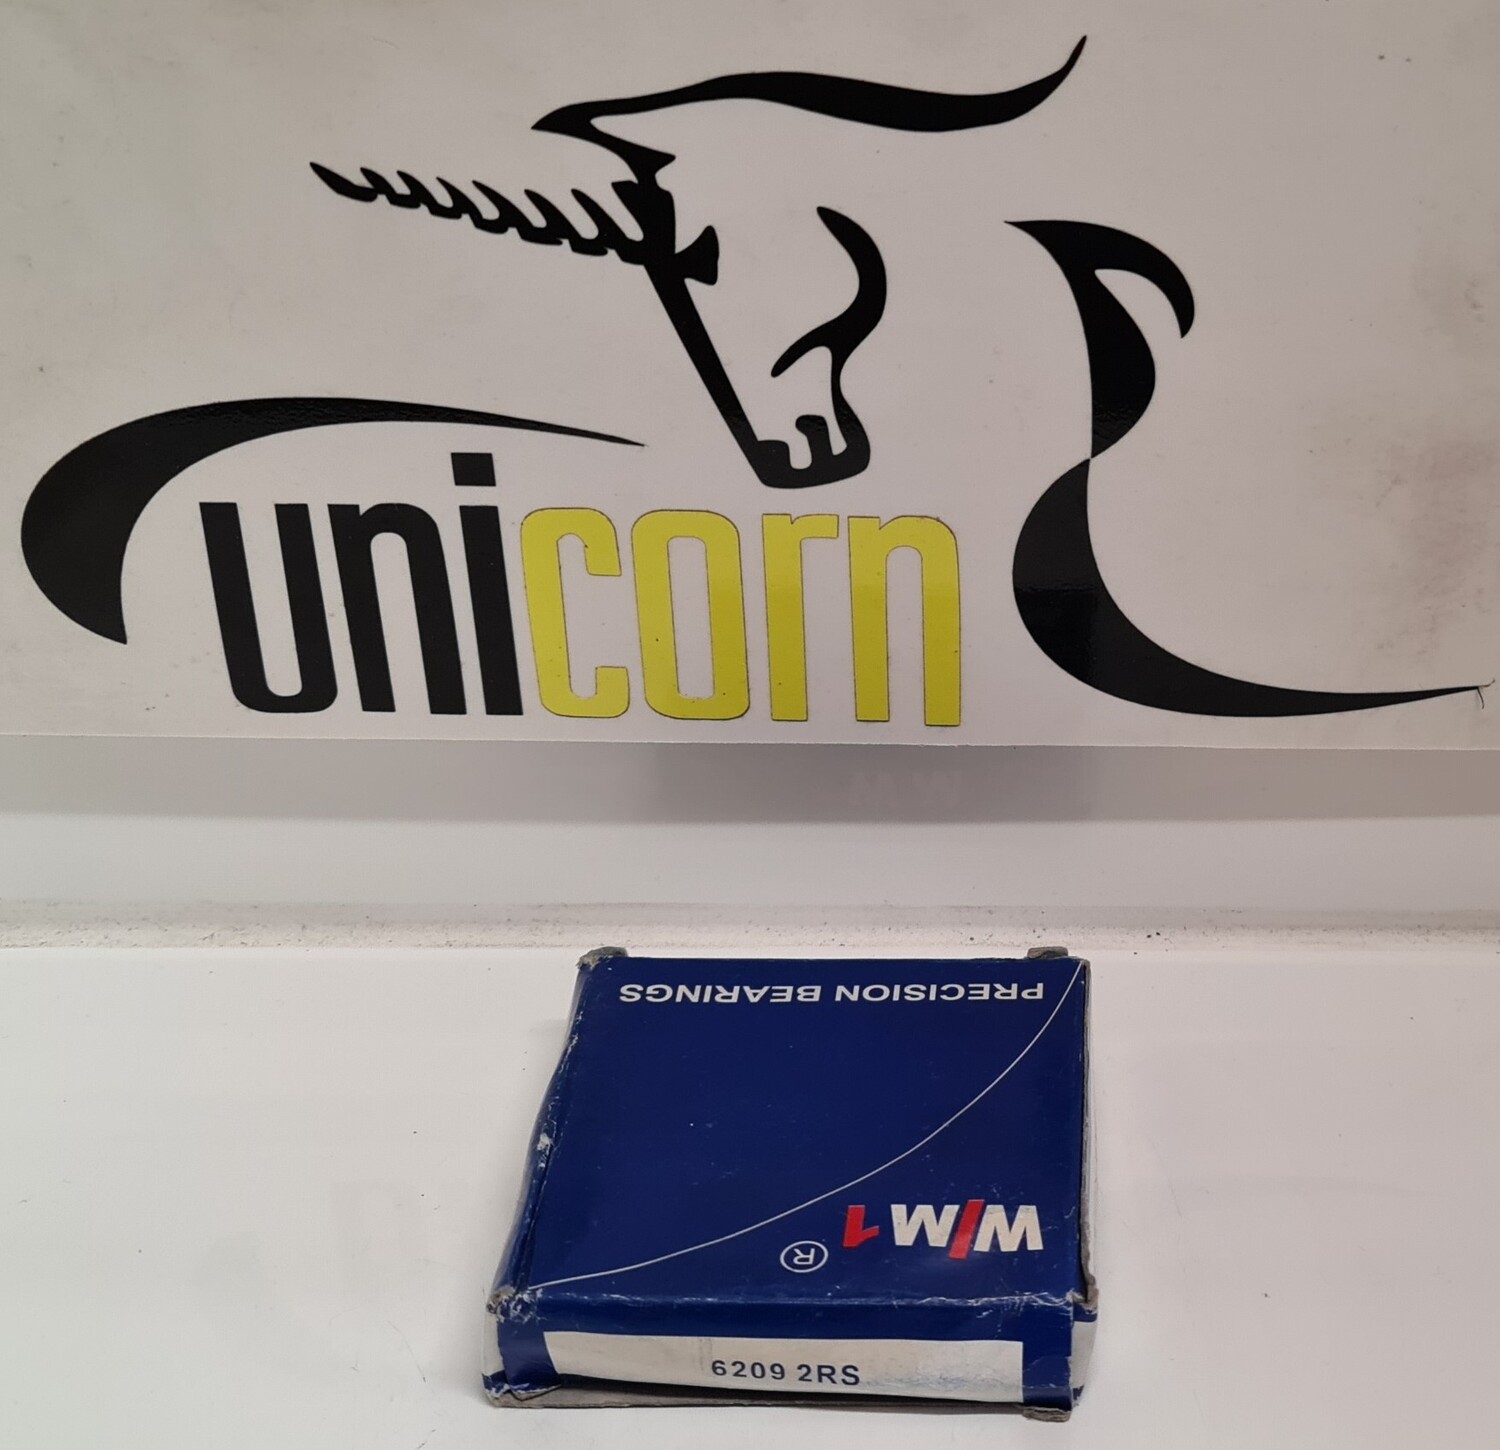 unicorn
PRECISION BEARINGS
W/M1 ®
6209 2RS